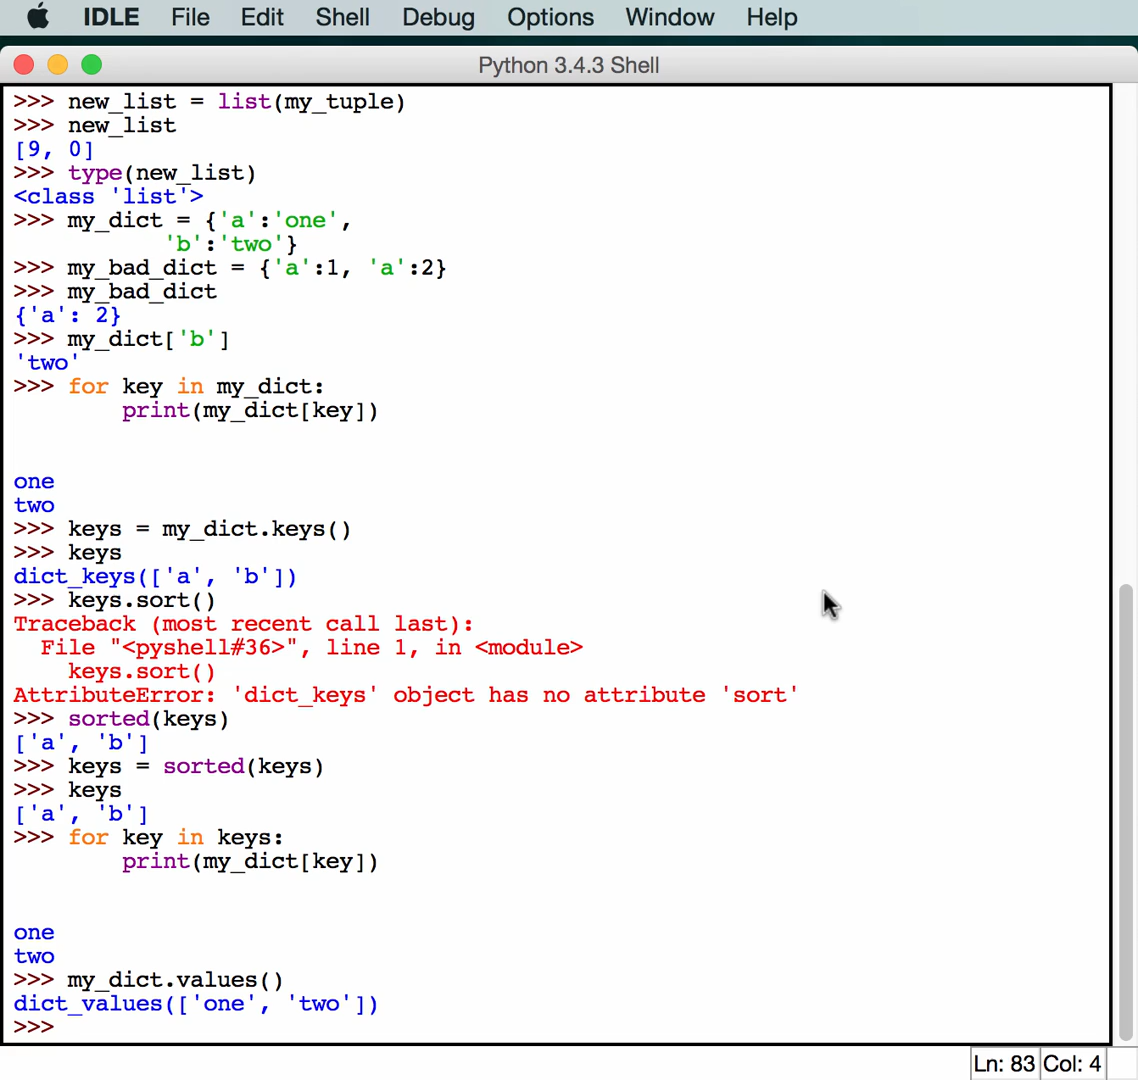 IDLE File Edit Shell Debug Options Window Help
Python 3.4.3 Shell
>>> new_list = list(my_tuple)
>>> new_list
[9, 0]
>>> type(new_list)
<class 'list'>
>>> my_dict = {'a':'one',
'b':'two'}
>>> my_bad_dict = {'a':1, 'a':2}
>>> my_bad_dict
{'a': 2}
>>> my_dict['b']
'two'
>>> for key in my_dict:
print(my_dict[key])
one
two
>>> keys = my_dict.keys()
>>> keys
dict_keys(['a', 'b'])
>>> keys.sort()
Traceback (most recent call last):
File "<pyshell#36>", line 1, in <module>
keys.sort()
AttributeError: 'dict_keys' object has no attribute 'sort'
>>> sorted(keys)
['a', 'b']
>>> keys = sorted(keys)
>>> keys
['a', 'b']
>>> for key in keys:
print(my_dict[key])
one
two
>>> my_dict.values()
dict_values(['one', 'two'])
>>>
Ln: 83 Col: 4